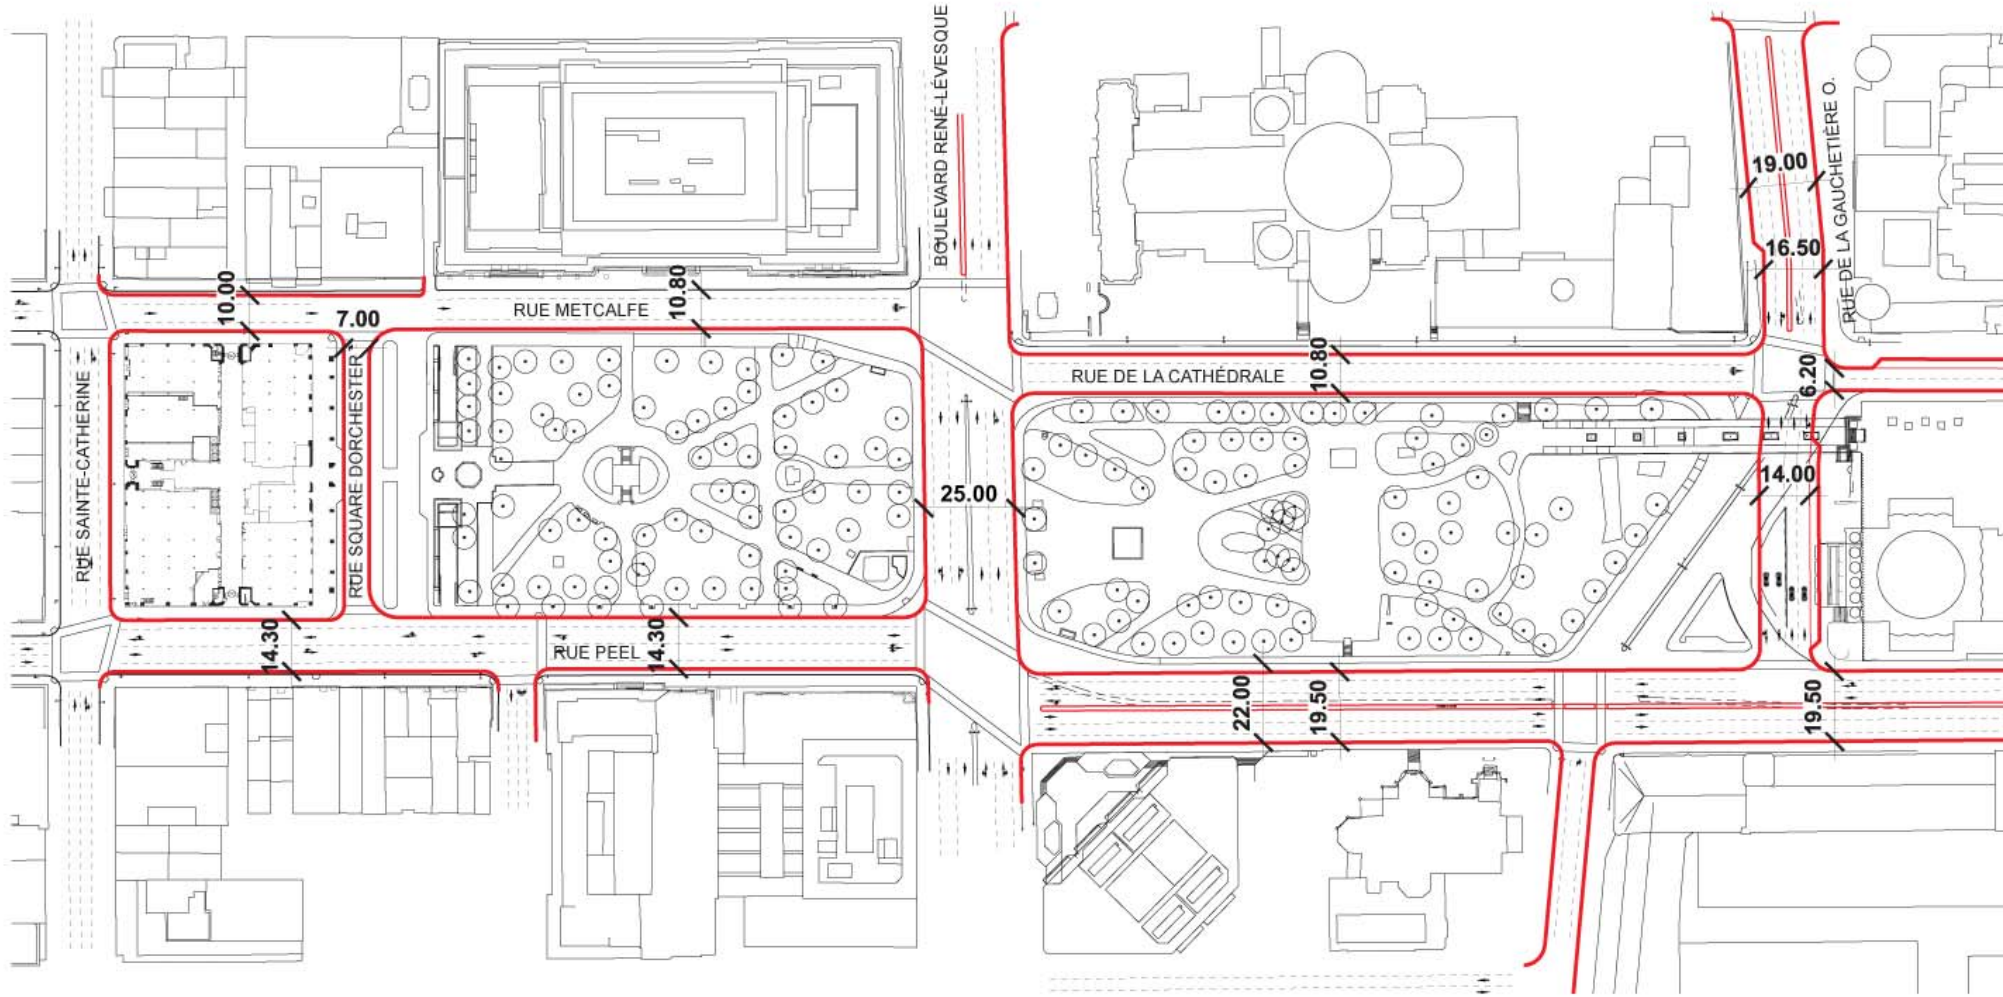 BOULEVARD RENÉ-LÉVESQUE
19.00
RUE DE LA GAUCHETIÈRE O.
16.50
10.00
10.80
RUE METCALFE
7.00
10.80
RUE DE LA CATHÉDRALE
6.20
RUE SAINTE-CATHERINE
RUE SQUARE DORCHESTER
25.00
14.00
14.30
14.30
RUE PEEL
22.00
19.50
19.50